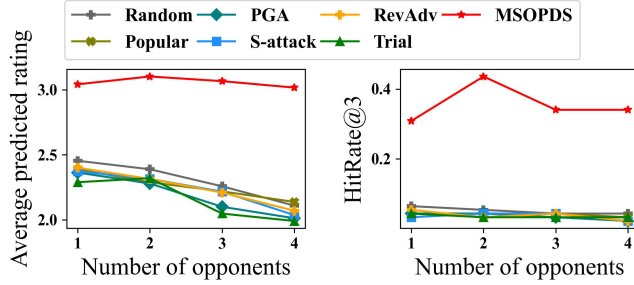 Random PGA RevAdv MSOPDS
Popular S-attack Trial
Average predicted rating
3.0
2.5
2.0
1 2 3 4
Number of opponents
HitRate@3
0.4
0.2
1 2 3 4
Number of opponents